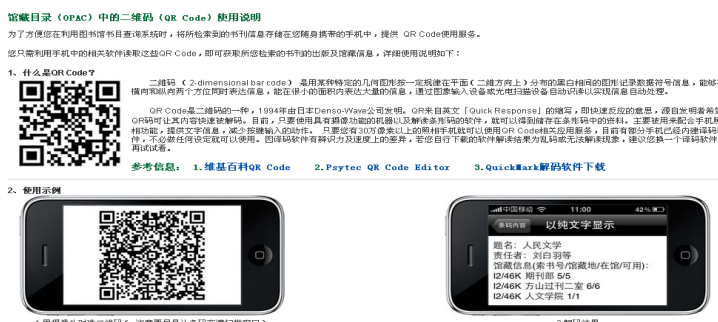 馆藏目录（OPAC）中的二维码（QR Code）使用说明
为了方便您在利用图书馆书目查询系统时，将所检索到的书刊信息存储在您随身携带的手机中，提供 QR Code使用服务。
您只需利用手机中的相关软件读取这些QR Code，即可获取所您检索的书刊的出版及馆藏信息，详细使用说明如下：
1、什么是QR Code？
二维码 （2-dimensional bar code） 是用某种特定的几何图形按一定规律在平面（二维方向上）分布的黑白相间的图形记录数据符号信息，能够
横向和纵向两个方位同时表达信息，能在很小的面积内表达大量的信息，通过图象输入设备或光电扫描设备自动识读以实现信息自动处理。
QR Code是二维码的一种，1994年由日本Denso-Wave公司发明。QR来自英文「Quick Response」的缩写，即快速反应的意思，源自发明者希
QR码可让其内容快速被解码。目前，只要使用具有摄像功能的机器以及解读条形码的软件，就可以得到储存在条形码中的资料。主要被用来配合手机照
相功能，提供文字信息，减少按键输入的动作。 只要您有30万像素以上的照相手机就可以使用QR Code相关应用服务，目前有部分手机已经内建译码
件，不必做任何设定就可以使用。因译码软件有辨识力及速度上的差异，若您自行下载的软件解读结果为乱码或无法解读现象，建议您换一个译码软件
再试试看。
参考信息： 1.维基百科QR Code 2.Psytec QR Code Editor 3.QuickMark解码软件下载
2、使用示例
中国移动 11:00 42%
条码内容 以纯文字显示
题名：人民文学
责任者：刘白羽等
馆藏信息(索书号/馆藏地/在馆/可用):
I2/46K 期刊部 5/5
I2/46K 方山过刊二室 6/6
I2/46K 人文学院 1/1